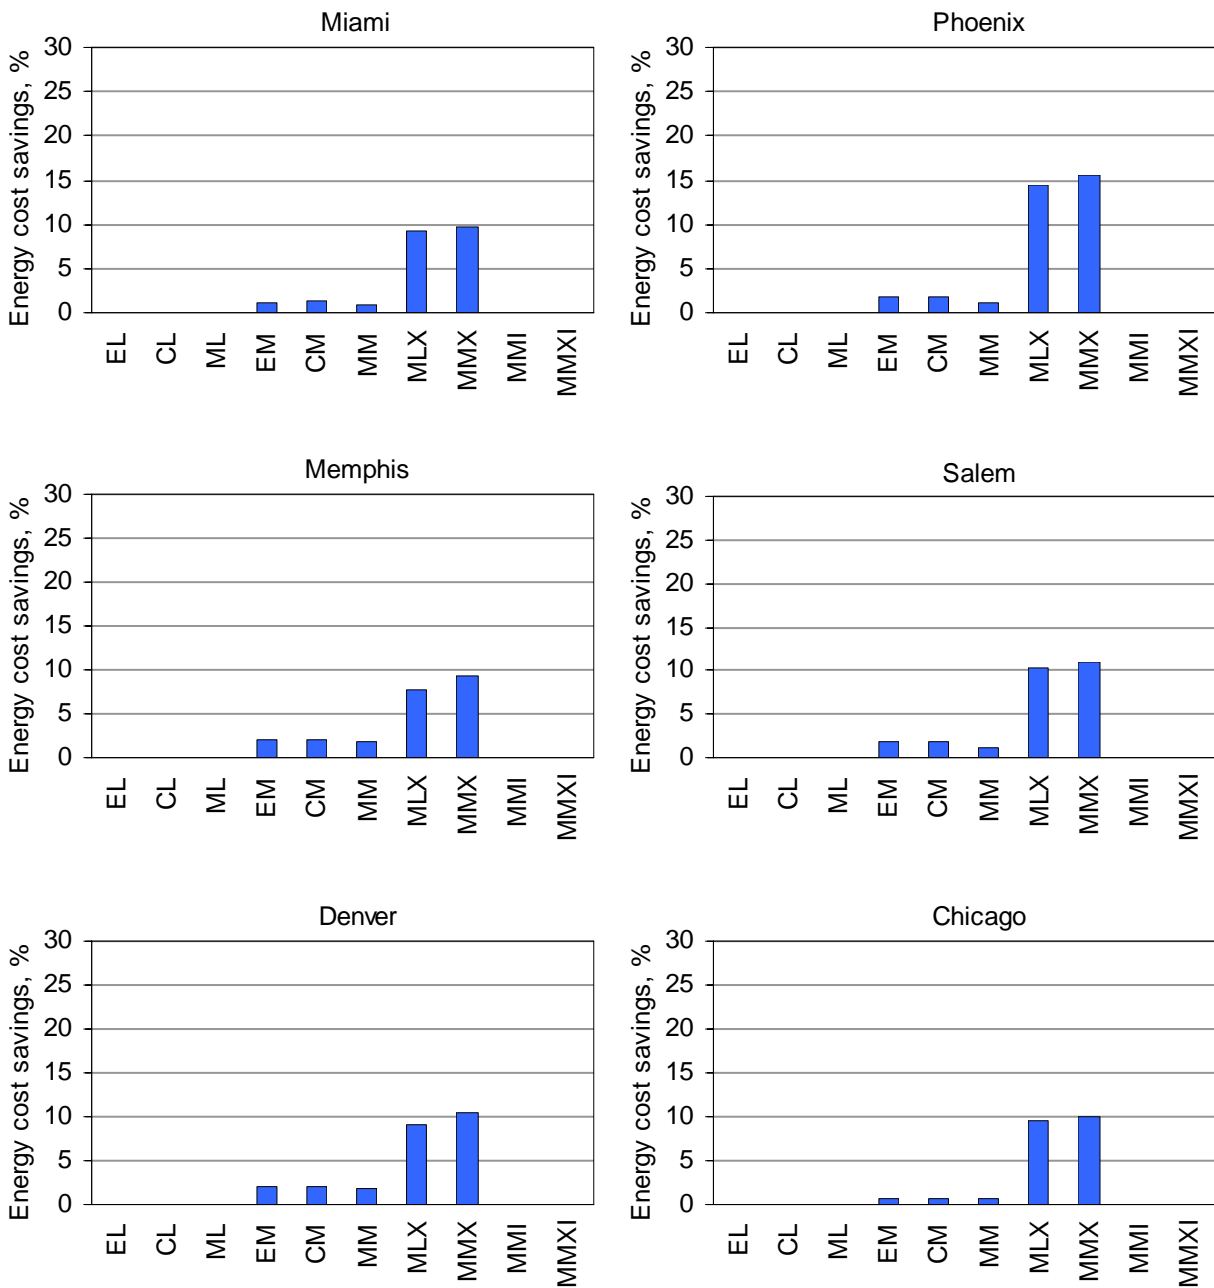 Miami
Energy cost savings, %
30
25
20
15
10
5
0
EL
CL
ML
EM
CM
MM
MLX
MMX
MMI
MMXI
Phoenix
Energy cost savings, %
30
25
20
15
10
5
0
EL
CL
ML
EM
CM
MM
MLX
MMX
MMI
MMXI
Memphis
Energy cost savings, %
30
25
20
15
10
5
0
EL
CL
ML
EM
CM
MM
MLX
MMX
MMI
MMXI
Salem
Energy cost savings, %
30
25
20
15
10
5
0
EL
CL
ML
EM
CM
MM
MLX
MMX
MMI
MMXI
Denver
Energy cost savings, %
30
25
20
15
10
5
0
EL
CL
ML
EM
CM
MM
MLX
MMX
MMI
MMXI
Chicago
Energy cost savings, %
30
25
20
15
10
5
0
EL
CL
ML
EM
CM
MM
MLX
MMX
MMI
MMXI